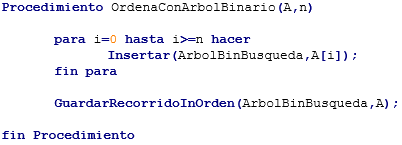 Procedimiento OrdenaConArbolBinario(A,n)
para i=0 hasta i>=n hacer
Insertar(ArbolBinBusqueda,A[i]);
fin para
GuardarRecorridoInOrden(ArbolBinBusqueda,A);
fin Procedimiento